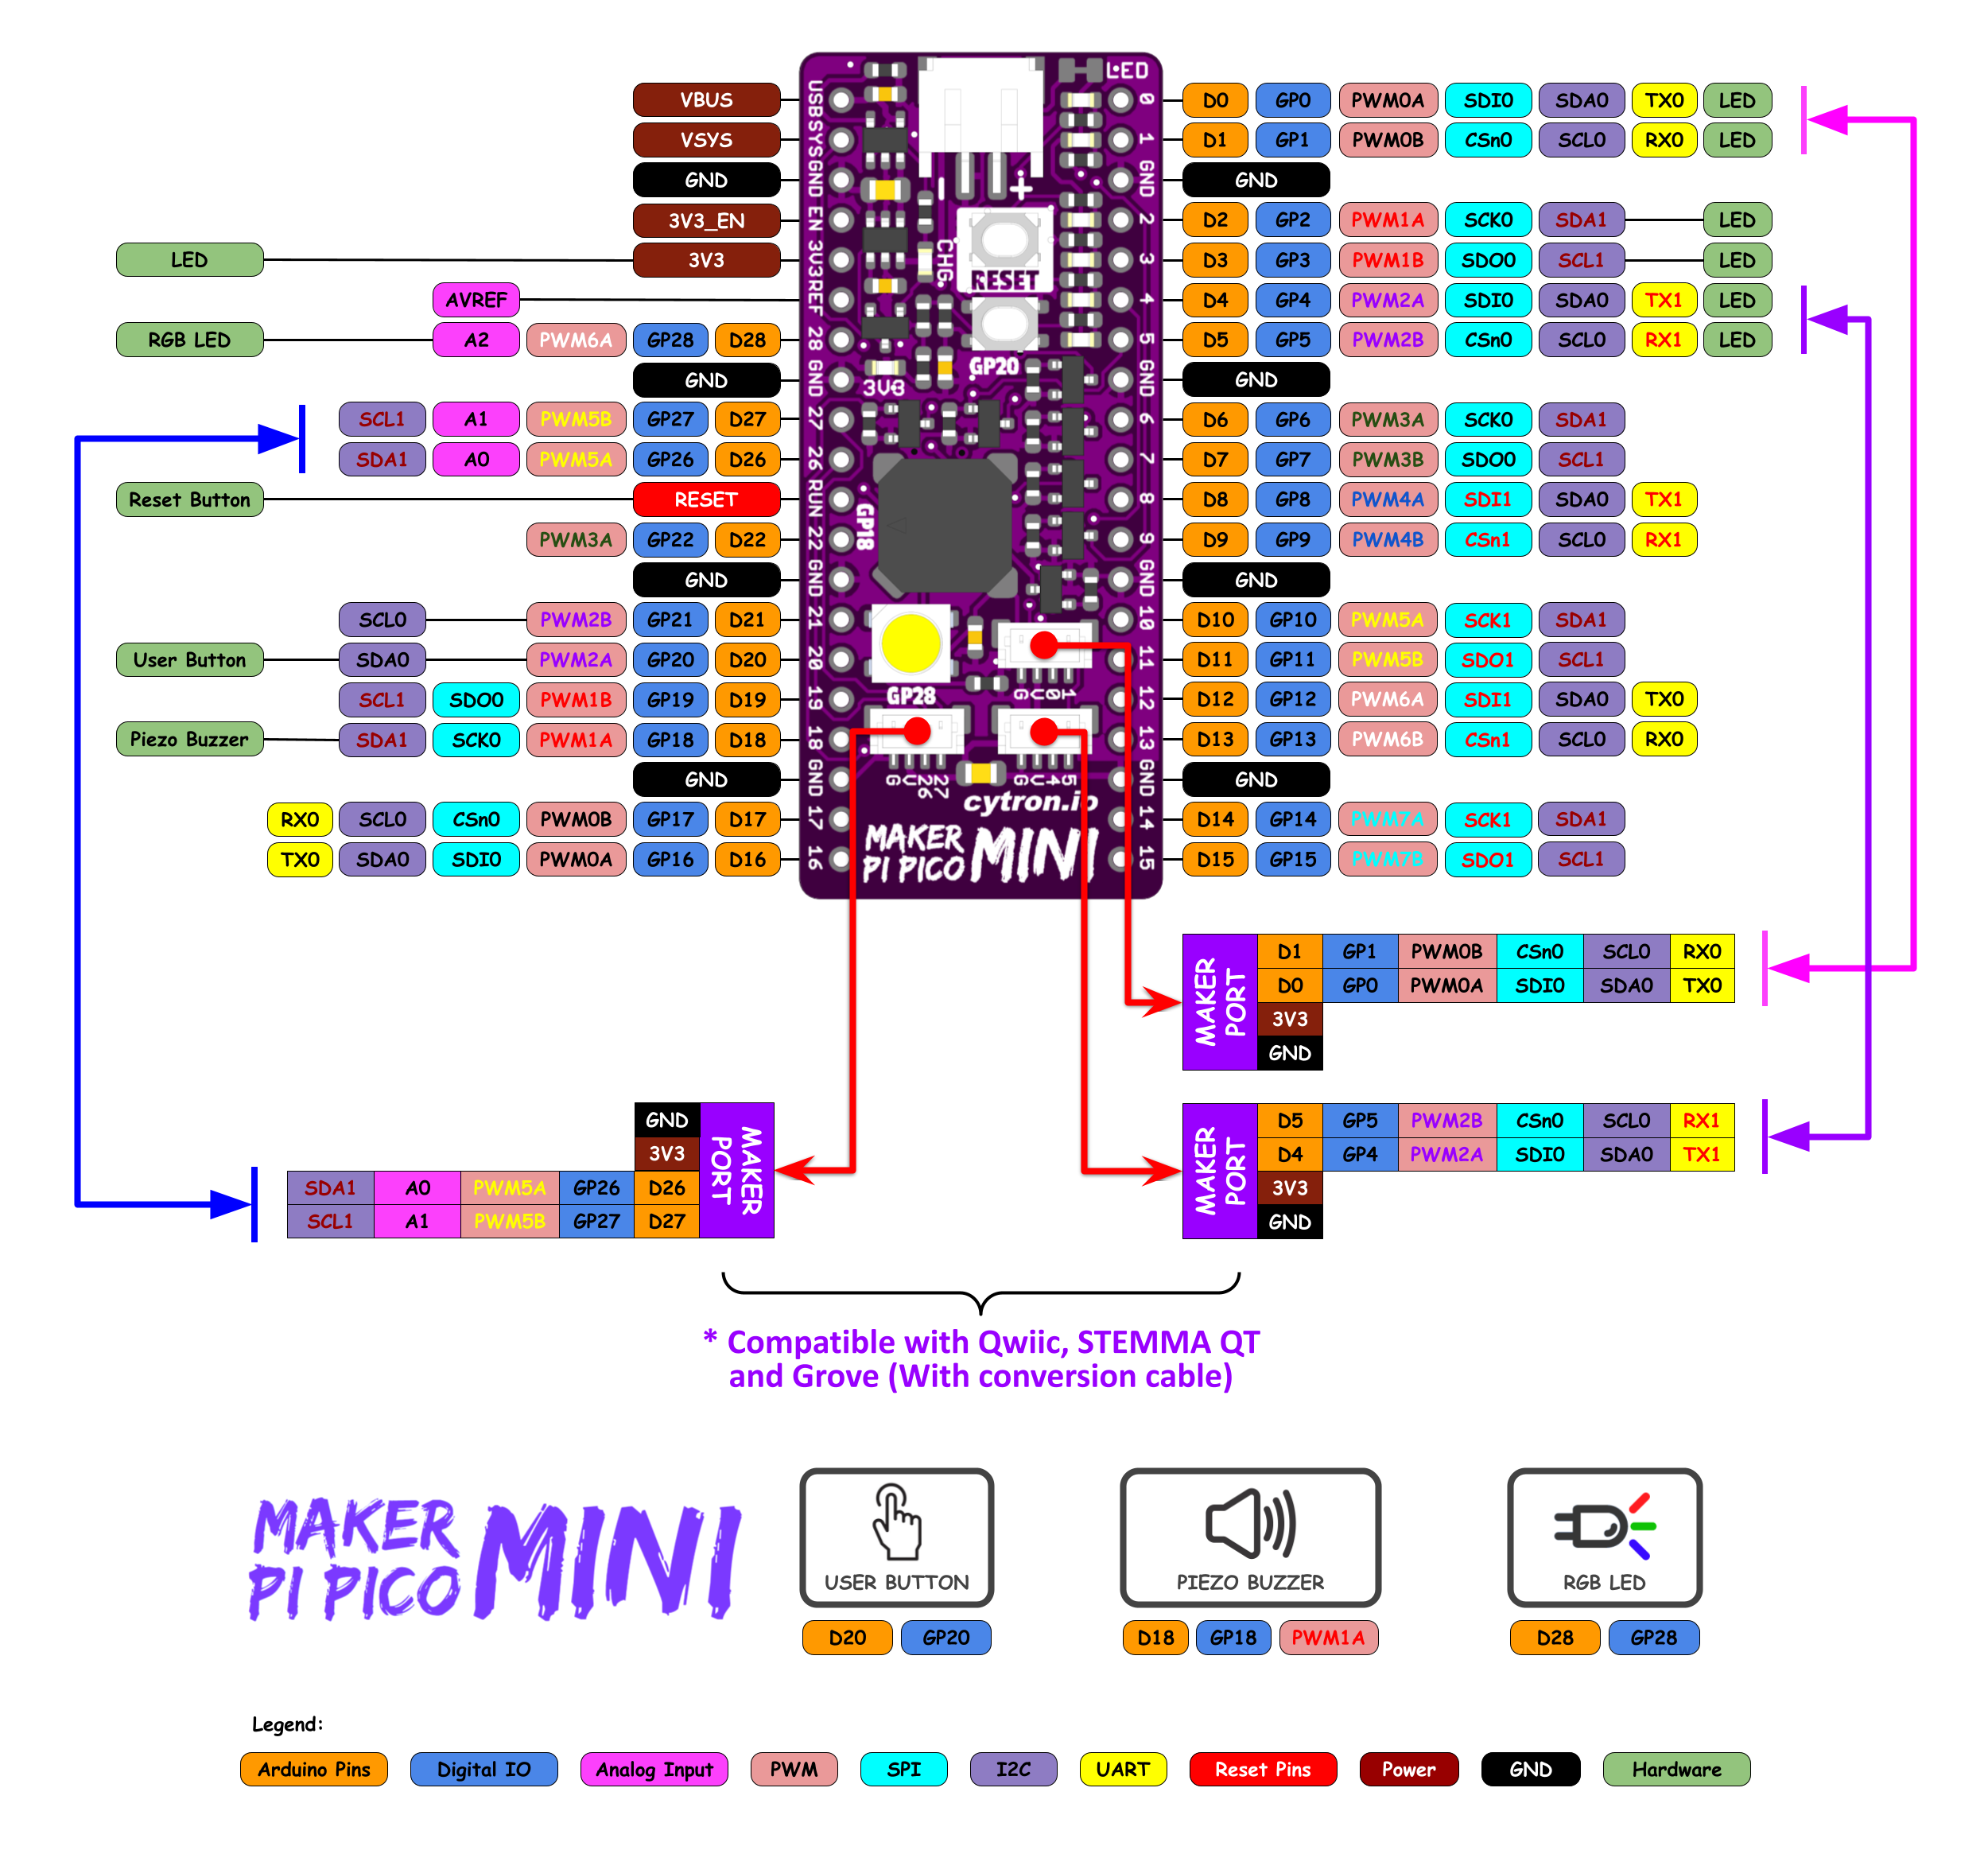 VBUS
VSYS
GND
3V3_EN
LED 3V3
AVREF
RGB LED A2 PWM6A GP28 D28
GND
SCL1 A1 PWM5B GP27 D27
SDA1 A0 PWM5A GP26 D26
Reset Button RESET
PWM3A GP22 D22
GND
SCL0 PWM2B GP21 D21
User Button SDA0 PWM2A GP20 D20
SCL1 SDO0 PWM1B GP19 D19
Piezo Buzzer SDA1 SCK0 PWM1A GP18 D18
GND
RX0 SCL0 CSn0 PWM0B GP17 D17
TX0 SDA0 SDI0 PWM0A GP16 D16
USB
SYS
GND
EN
3V3
REF
28
GND
27
26
RUN
22
GND
21
20
19
18
GND
17
16
LED
- +
CHG.
RESET
GP20
3V3
GP18
GP28
G V 0 1
G V 26 27
G V 4 5
cytron.io
MAKER
PI PICO
MINI
0
1
GND
2
3
4
5
GND
6
7
8
9
GND
10
11
12
13
GND
14
15
D0 GP0 PWM0A SDI0 SDA0 TX0 LED
D1 GP1 PWM0B CSn0 SCL0 RX0 LED
GND
D2 GP2 PWM1A SCK0 SDA1 LED
D3 GP3 PWM1B SDO0 SCL1 LED
D4 GP4 PWM2A SDI0 SDA0 TX1 LED
D5 GP5 PWM2B CSn0 SCL0 RX1 LED
GND
D6 GP6 PWM3A SCK0 SDA1
D7 GP7 PWM3B SDO0 SCL1
D8 GP8 PWM4A SDI1 SDA0 TX1
D9 GP9 PWM4B CSn1 SCL0 RX1
GND
D10 GP10 PWM5A SCK1 SDA1
D11 GP11 PWM5B SDO1 SCL1
D12 GP12 PWM6A SDI1 SDA0 TX0
D13 GP13 PWM6B CSn1 SCL0 RX0
GND
D14 GP14 PWM7A SCK1 SDA1
D15 GP15 PWM7B SDO1 SCL1
MAKER
PORT
D1 GP1 PWM0B CSn0 SCL0 RX0
D0 GP0 PWM0A SDI0 SDA0 TX0
3V3
GND
GND
3V3
SDA1 A0 PWM5A GP26 D26
SCL1 A1 PWM5B GP27 D27
MAKER
PORT
MAKER
PORT
D5 GP5 PWM2B CSn0 SCL0 RX1
D4 GP4 PWM2A SDI0 SDA0 TX1
3V3
GND
* Compatible with Qwiic, STEMMA QT
and Grove (With conversion cable)
MAKER
PI PICO
MINI
USER BUTTON
D20 GP20
PIEZO BUZZER
D18 GP18 PWM1A
RGB LED
D28 GP28
Legend:
Arduino Pins Digital IO Analog Input PWM SPI I2C UART Reset Pins Power GND Hardware